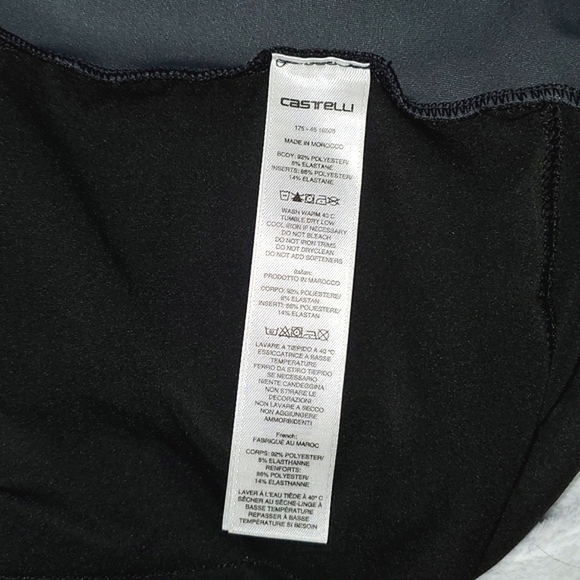 castelli
175 - 45 16528
MADE IN MOROCCO
BODY: 92% POLYESTER/
8% ELASTANE
INSERTS: 86% POLYESTER/
14% ELASTANE
WASH WARM 40 C
TUMBLE DRY LOW
COOL IRON IF NECESSARY
DO NOT BLEACH
DO NOT IRON TRIMS
DO NOT DRYCLEAN
DO NOT ADD SOFTENERS
Italian:
PRODOTTO IN MAROCCO
CORPO: 92% POLIESTERE/
8% ELASTAN
INSERTI: 86% POLIESTERE/
14% ELASTAN
LAVARE A TIEPIDO A 40 °C
ESSICCATRICE A BASSE
TEMPERATURE
FERRO DA STIRO TIEPIDO
SE NECESSARIO
NIENTE CANDEGGINA
NON STIRARE LE
DECORAZIONI
NON LAVARE A SECCO
NON AGGIUNGERE
AMMORBIDENTI
French:
FABRIQUÉ AU MAROC
CORPS: 92% POLYESTER/
8% ELASTHANNE
RENFORTS:
86% POLYESTER/
14% ELASTHANNE
LAVER À L'EAU TIÈDE À 40° C
SÉCHER AU SÈCHE-LINGE À
BASSE TEMPÉRATURE
REPASSER À BASSE
TEMPÉRATURE SI BESOIN